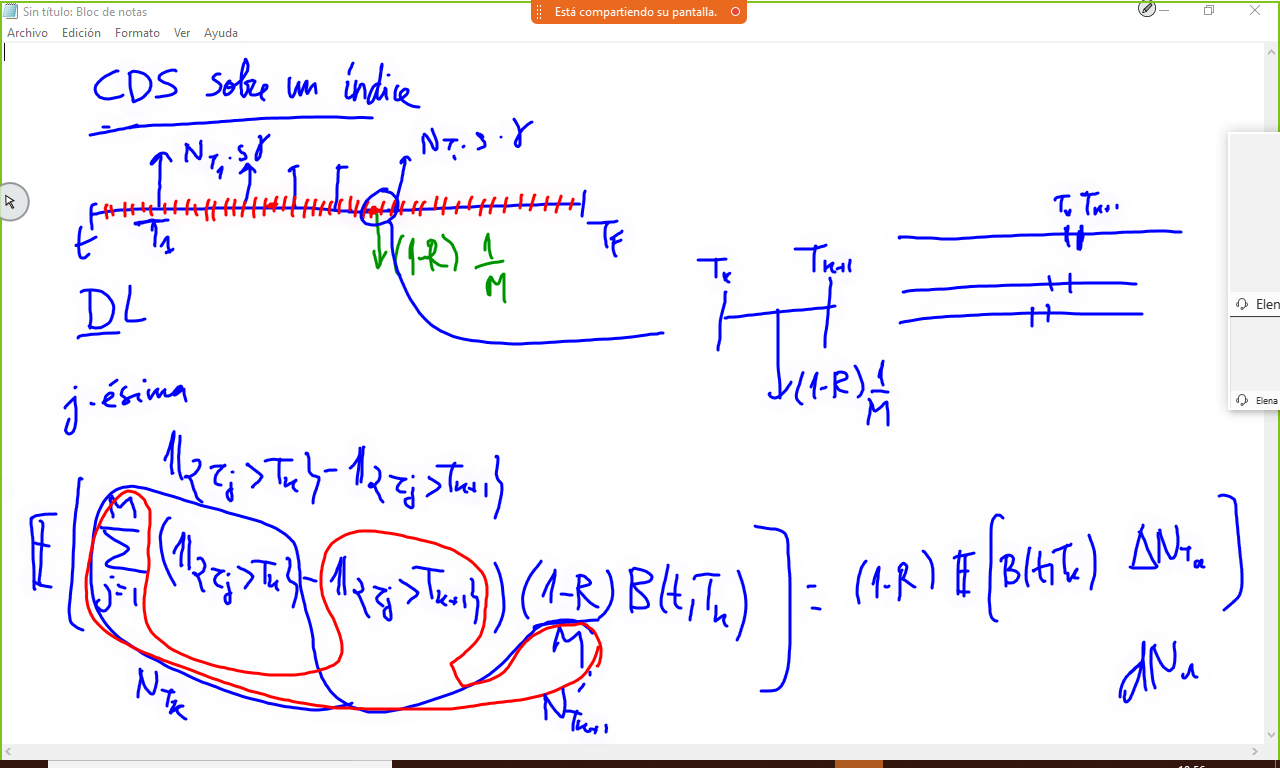 Sin título: Bloc de notas
Está compartiendo su pantalla.
Archivo Edición Formato Ver Ayuda
CDS sobre un índice
N_{T_1}·sγ
N_{T_i}·s·γ
t T_1 T_F
(1-R) 1/M
T_k T_{k+1}
T_k T_{k+1}
(1-R) 1/M
DL
j-ésima
𝟙_{τ_j>T_k} - 𝟙_{τ_j>T_{k+1}}
𝔼[∑_{j=1}^{M} (𝟙_{τ_j>T_k} - 𝟙_{τ_j>T_{k+1}}) (1-R)/M B(t,T_k)] = (1-R) 𝔼[B(t,T_k) ΔN_{T_k}]
N_{T_k}
N_{T_{k+1}}
Elen
Elena